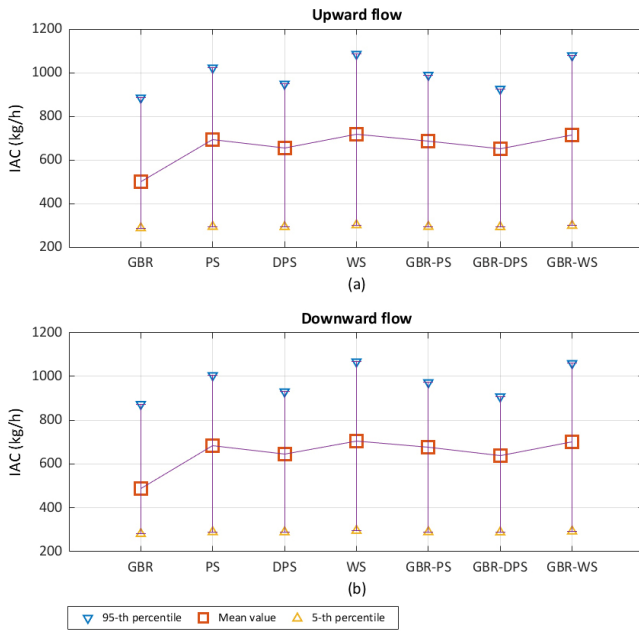 Upward flow
1200
1000
800
600
400
200
IAC (kg/h)
GBR PS DPS WS GBR-PS GBR-DPS GBR-WS
(a)
Downward flow
1200
1000
800
600
400
200
IAC (kg/h)
GBR PS DPS WS GBR-PS GBR-DPS GBR-WS
(b)
95-th percentile Mean value 5-th percentile